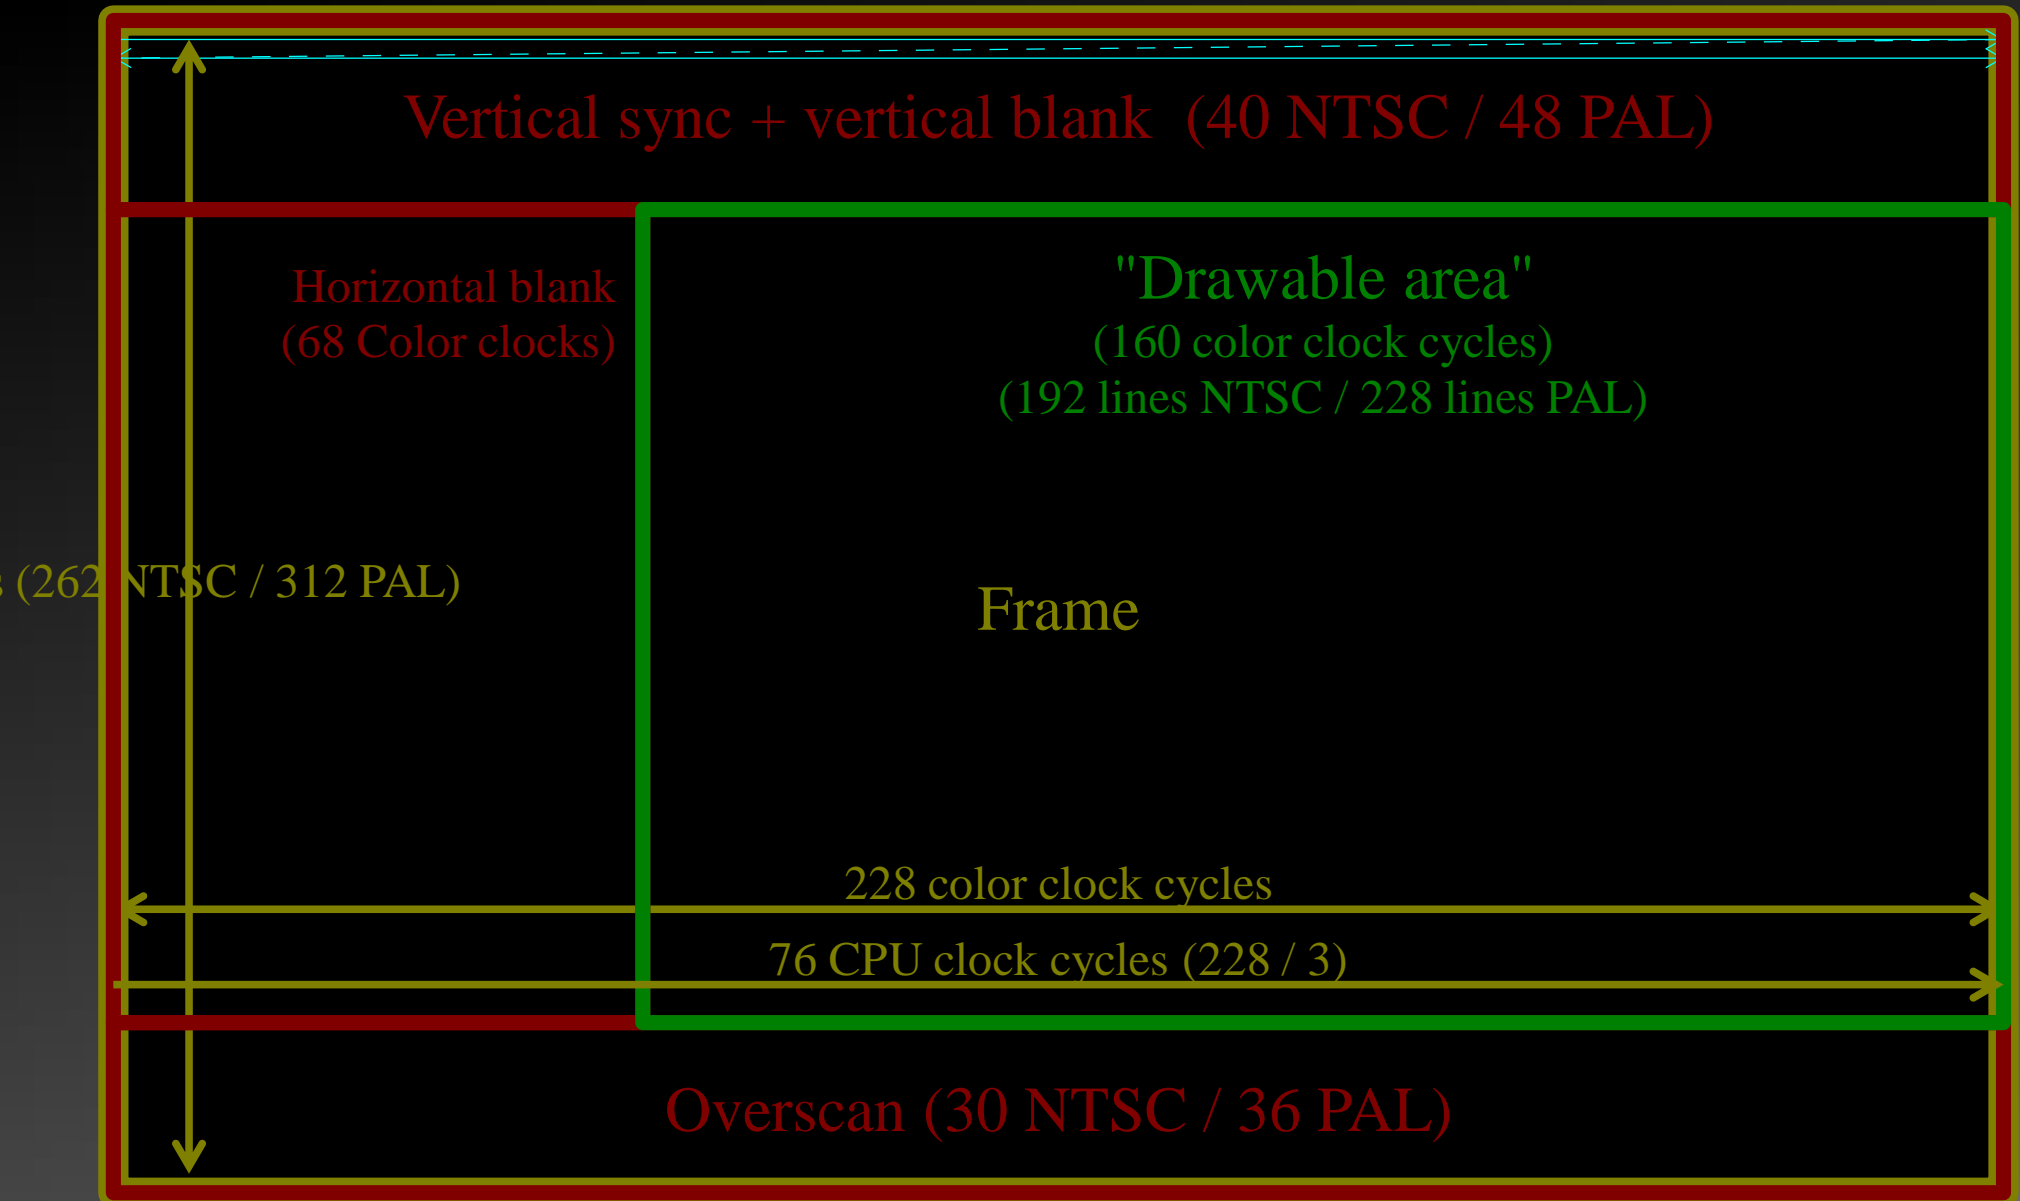 Vertical sync + vertical blank (40 NTSC / 48 PAL)
Horizontal blank
(68 Color clocks)
"Drawable area"
(160 color clock cycles)
(192 lines NTSC / 228 lines PAL)
(262 NTSC / 312 PAL)
Frame
228 color clock cycles
76 CPU clock cycles (228 / 3)
Overscan (30 NTSC / 36 PAL)